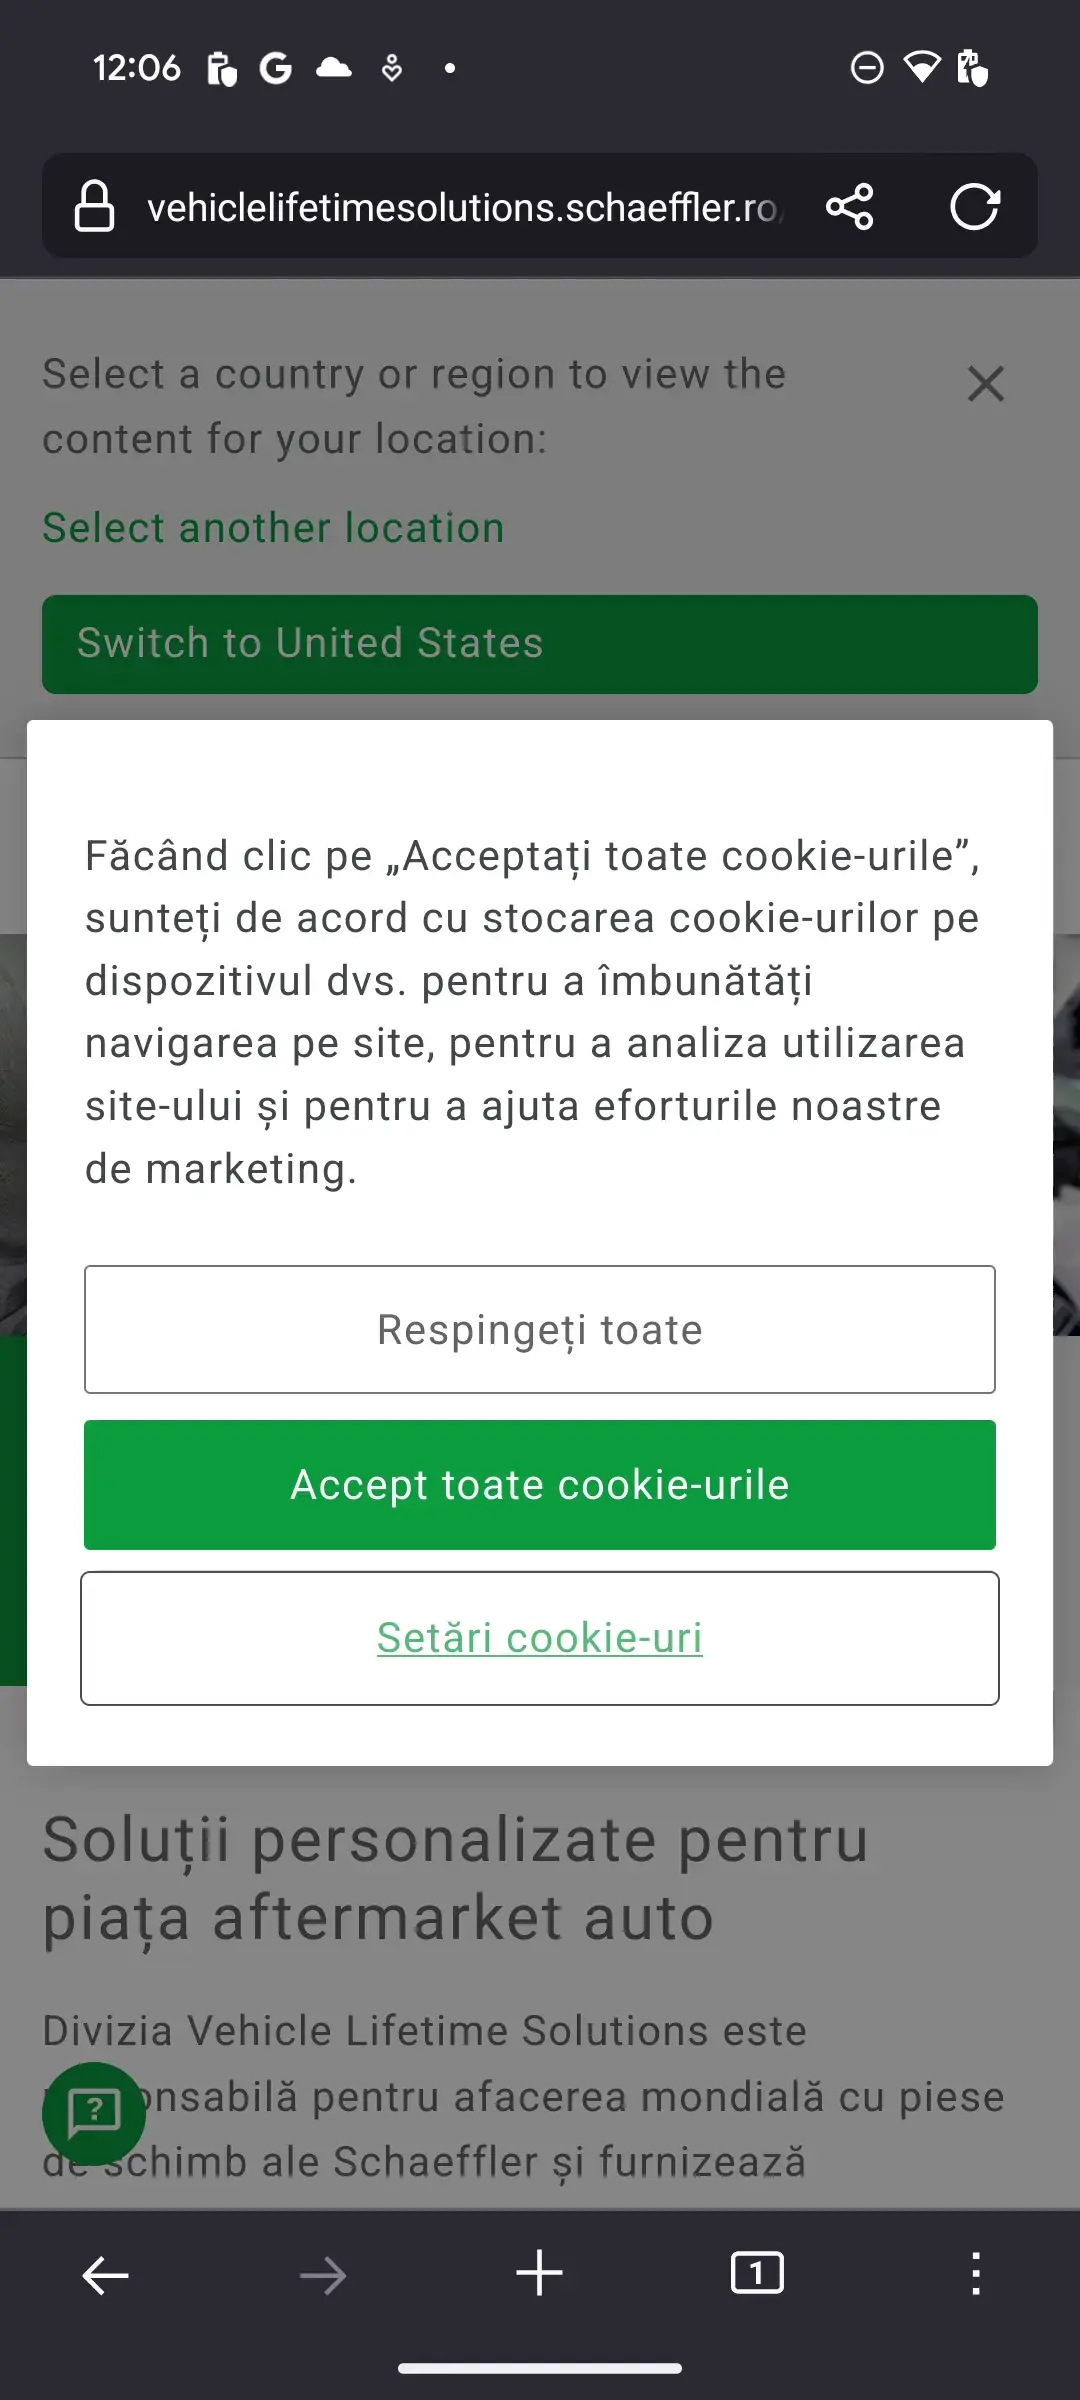 12:06
vehiclelifetimesolutions.schaeffler.ro
Select a country or region to view the
content for your location:
Select another location
Switch to United States
Făcând clic pe „Acceptați toate cookie-urile”,
sunteți de acord cu stocarea cookie-urilor pe
dispozitivul dvs. pentru a îmbunătăți
navigarea pe site, pentru a analiza utilizarea
site-ului și pentru a ajuta eforturile noastre
de marketing.
Respingeți toate
Accept toate cookie-urile
Setări cookie-uri
Soluții personalizate pentru
piața aftermarket auto
Divizia Vehicle Lifetime Solutions este
pentru afacerea mondială cu piese
de schimb ale Schaeffler și furnizează
1